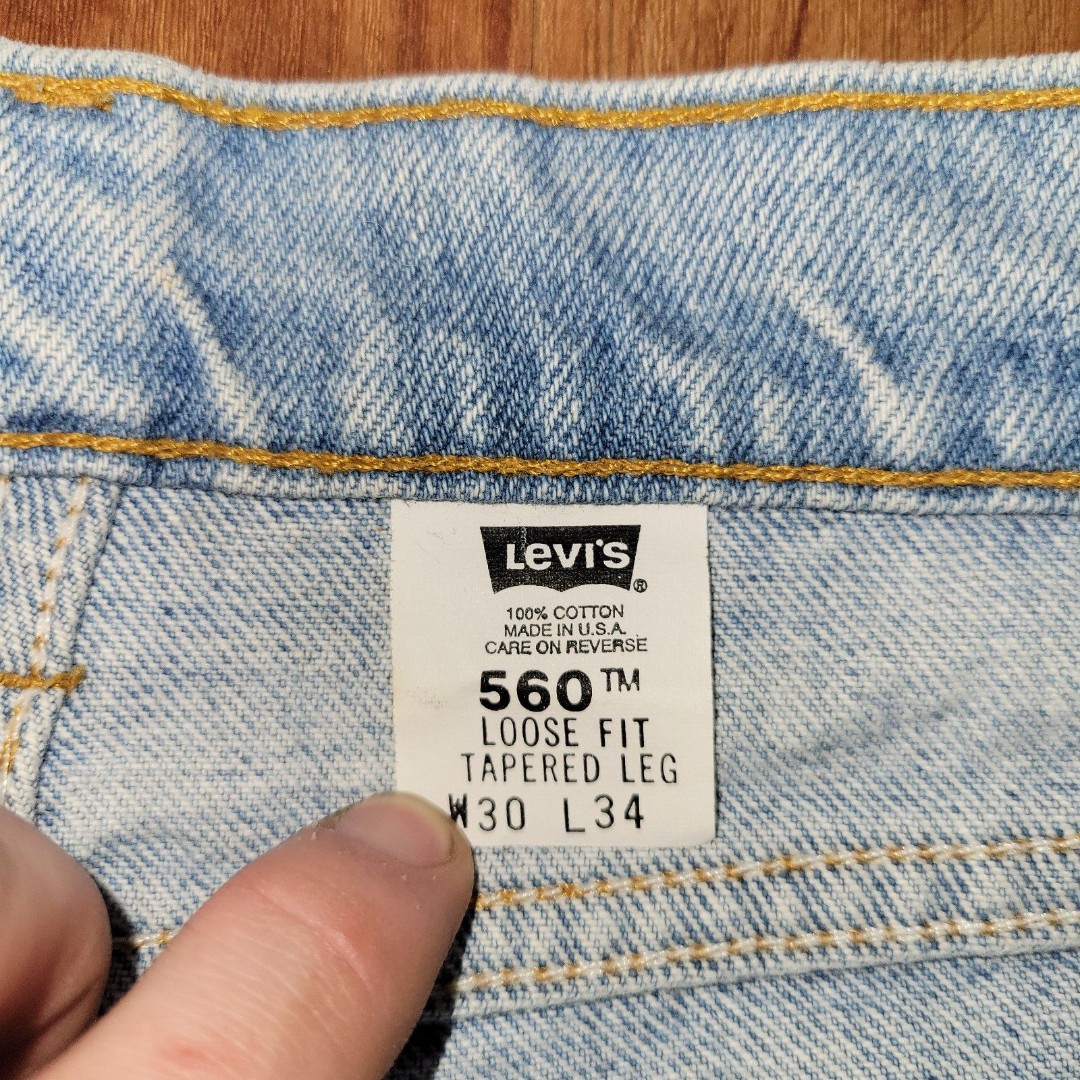 Levi's ®
100% COTTON
MADE IN U.S.A.
CARE ON REVERSE
560™
LOOSE FIT
TAPERED LEG
W30 L34